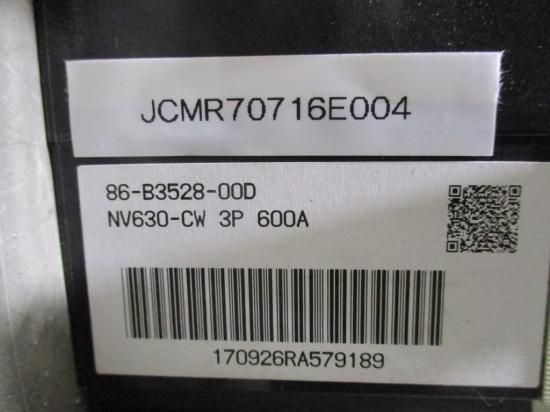 JCMR70716E004
86-B3528-00D
NV630-CW 3P 600A
170926RA579189